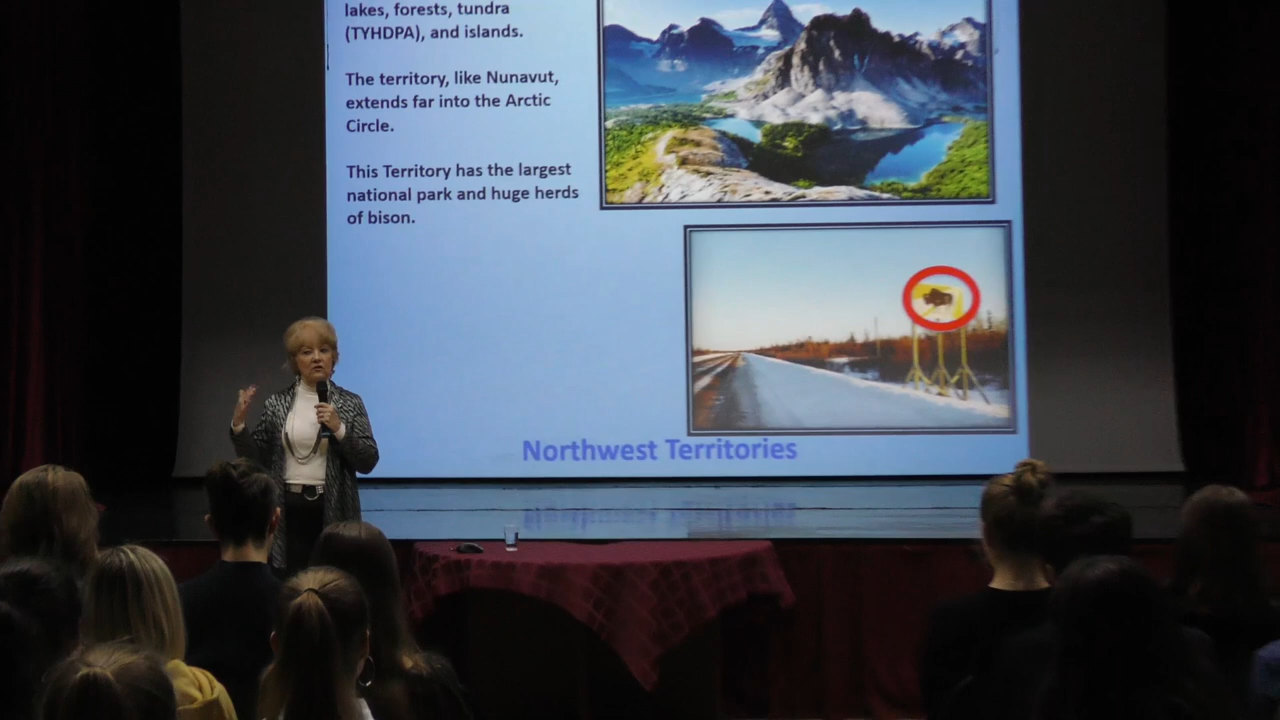 lakes, forests, tundra
(TYHDPA), and islands.
The territory, like Nunavut,
extends far into the Arctic
Circle.
This Territory has the largest
national park and huge herds
of bison.
Northwest Territories